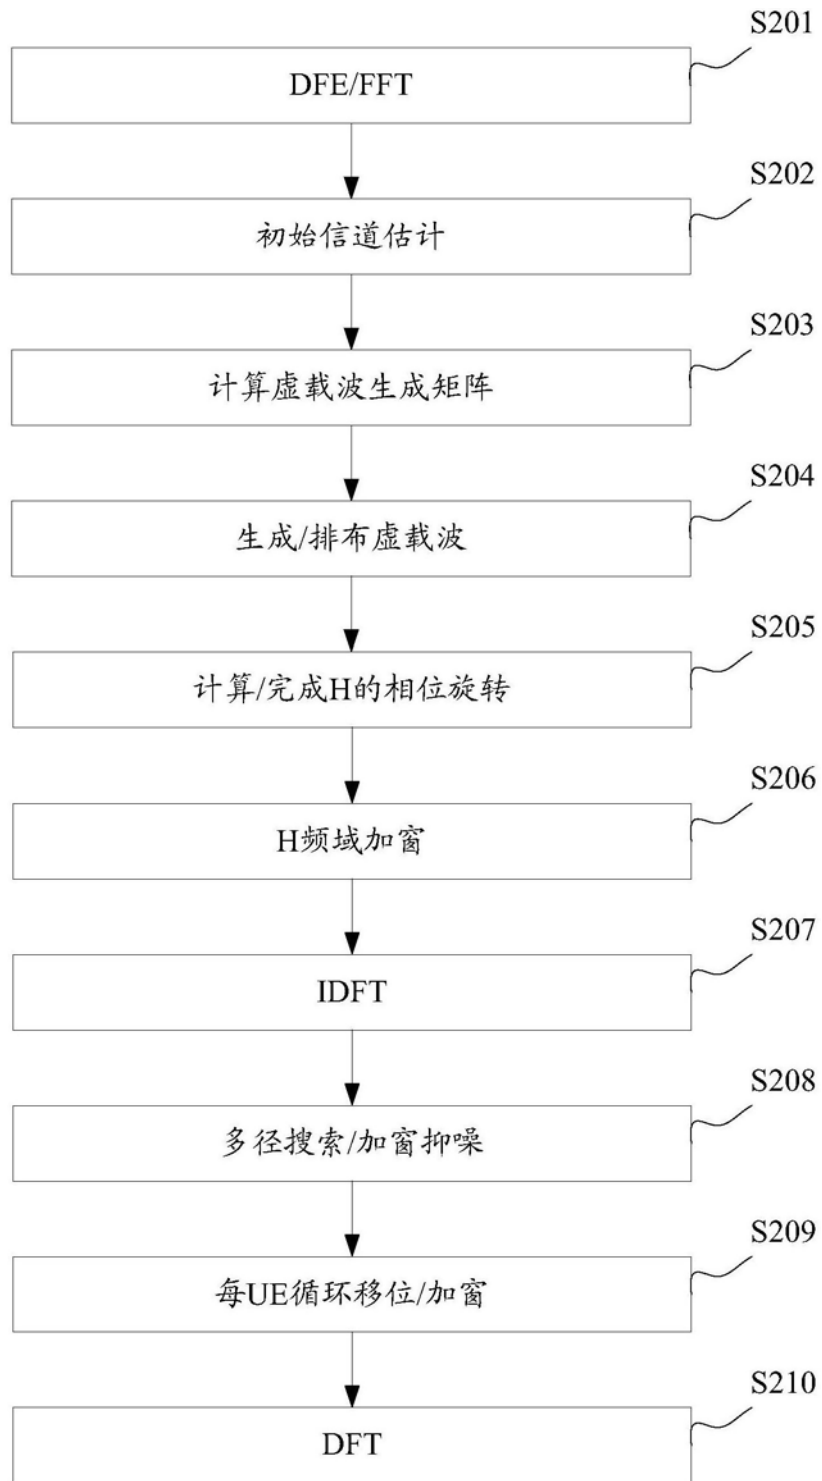 S201
DFE/FFT
S202
初始信道估计
S203
计算虚载波生成矩阵
S204
生成/排布虚载波
S205
计算/完成H的相位旋转
S206
H频域加窗
S207
IDFT
S208
多径搜索/加窗抑噪
S209
每UE循环移位/加窗
S210
DFT